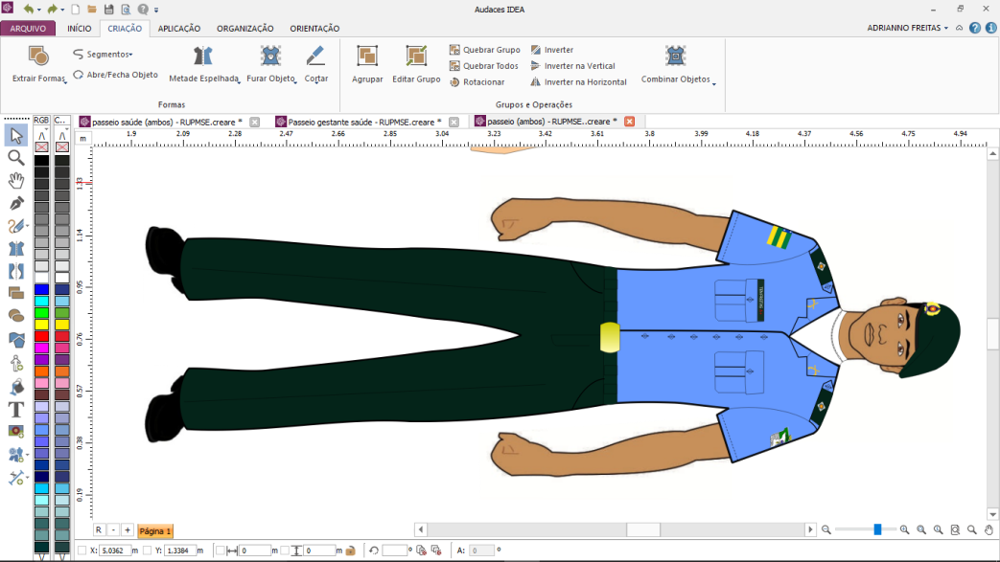 Audaces IDEA
ARQUIVO INÍCIO CRIAÇÃO APLICAÇÃO ORGANIZAÇÃO ORIENTAÇÃO ADRIANNO FREITAS
Segmentos Quebrar Grupo Inverter
Quebrar Todos Inverter na Vertical
Extrair Formas Abre/Fecha Objeto Metade Espelhada Furar Objeto Cortar Agrupar Editar Grupo Rotacionar Inverter na Horizontal Combinar Objetos
Formas Grupos e Operações
RGB C... passeio saúde (ambos) - RUPMSE.creare * Passeio gestante saúde - RUPMSE.creare * passeio (ambos) - RUPMSE..creare *
m 1.9 2.09 2.28 2.47 2.66 2.85 3.04 3.23 3.42 3.61 3.8 3.99 4.18 4.37 4.56 4.75 4.94
1.33
1.14
0.95
0.76
0.57
0.38
0.19
R - + Página 1
X: 5.0362 m Y: 1.3384 m 0 m 0 m ° A: 0 °